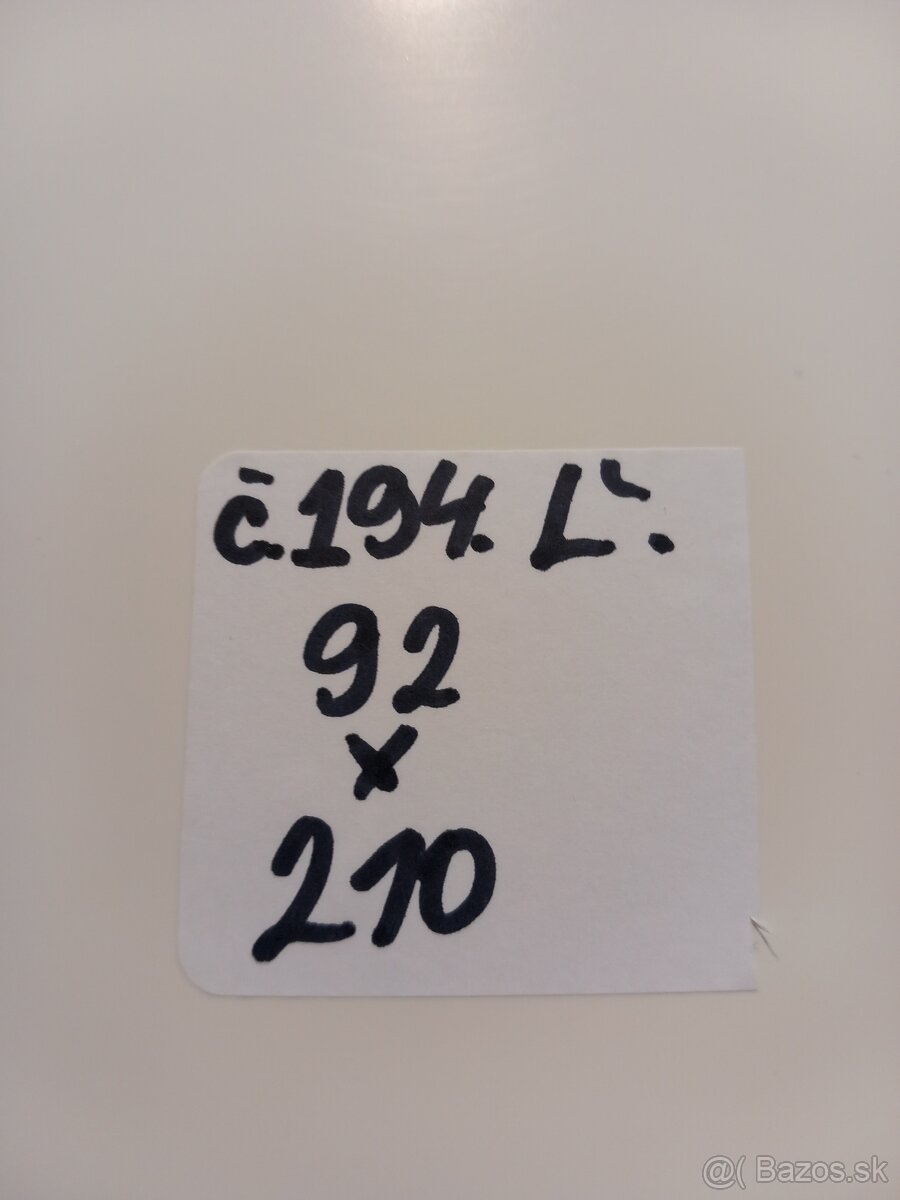 č.194. Ľ.
92
x
210
@( Bazos.sk